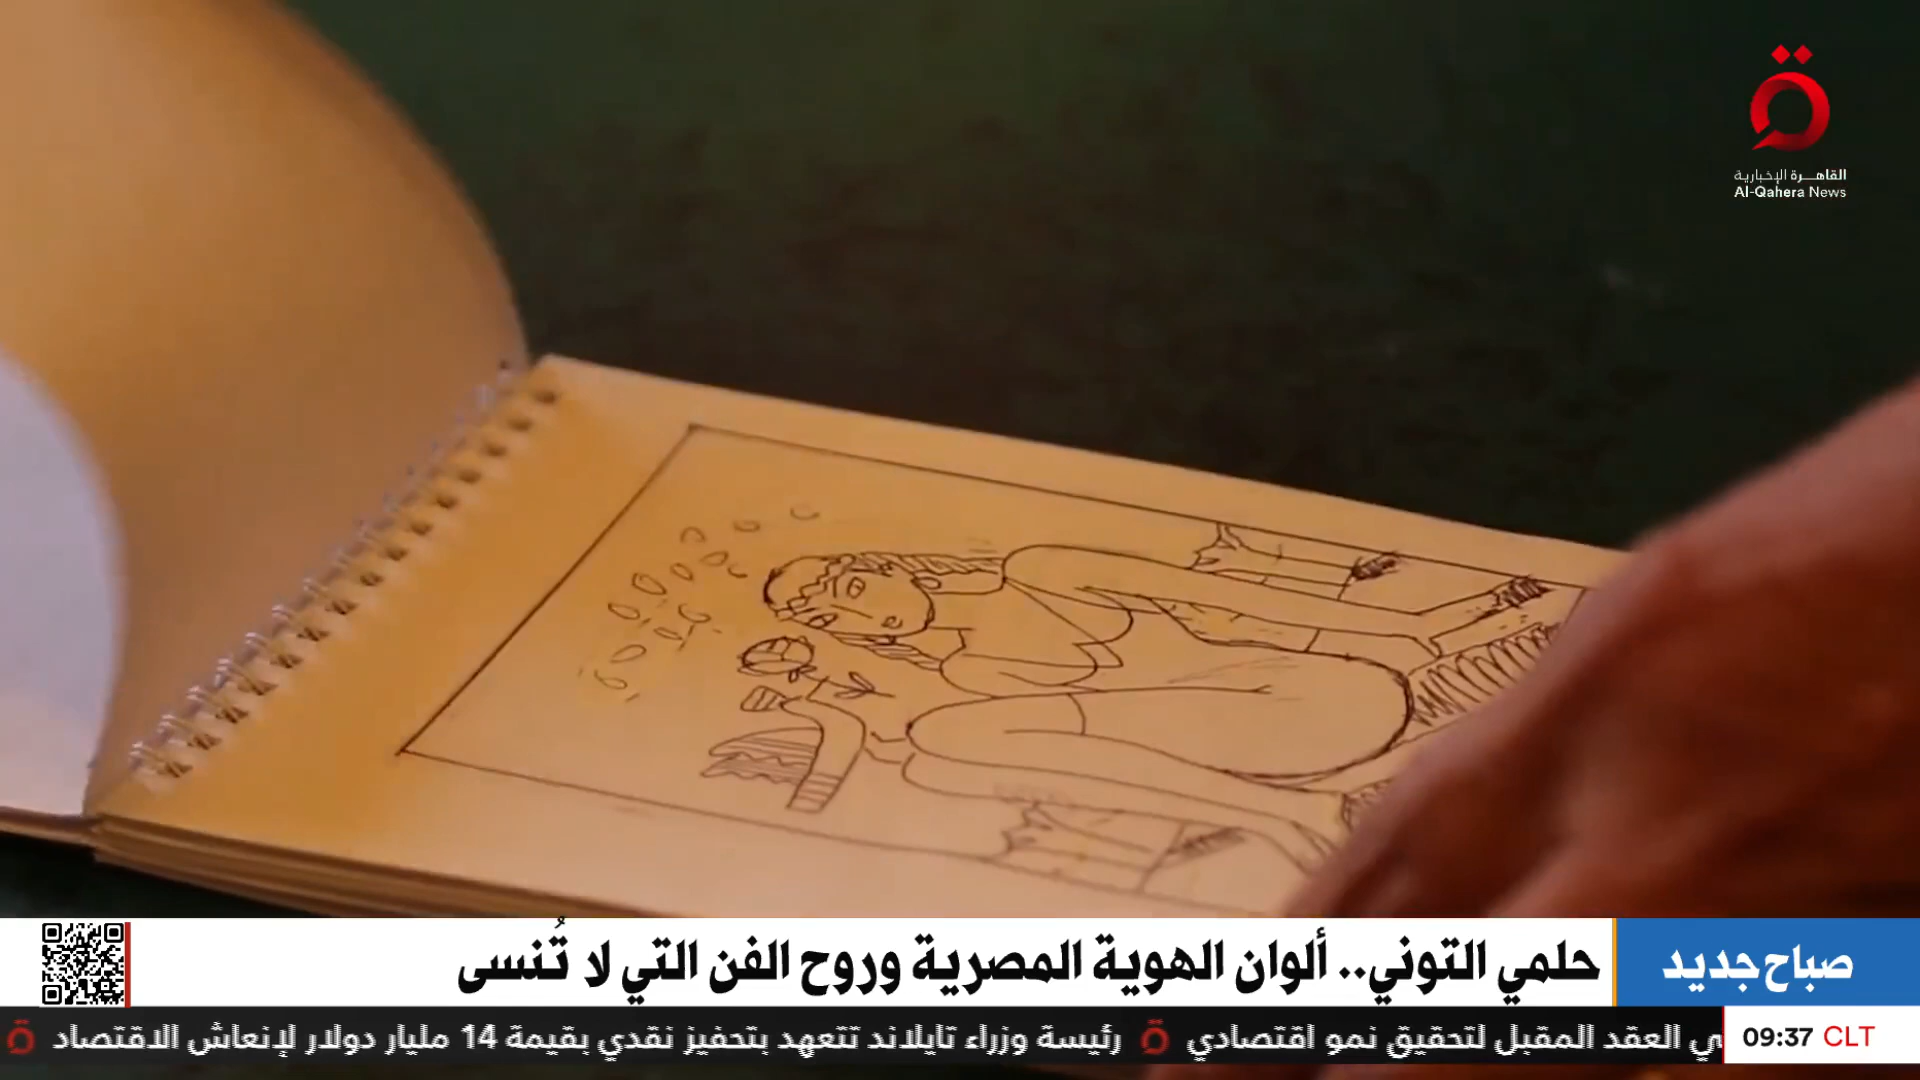 القاهرة الإخبارية
Al-Qahera News
صباح جديد
حلمي التوني.. ألوان الهوية المصرية وروح الفن التي لا تُنسى
09:37 CLT
العقد المقبل لتحقيق نمو اقتصادي رئيسة وزراء تايلاند تتعهد بتحفيز نقدي بقيمة 14 مليار دولار لإنعاش الاقتصاد